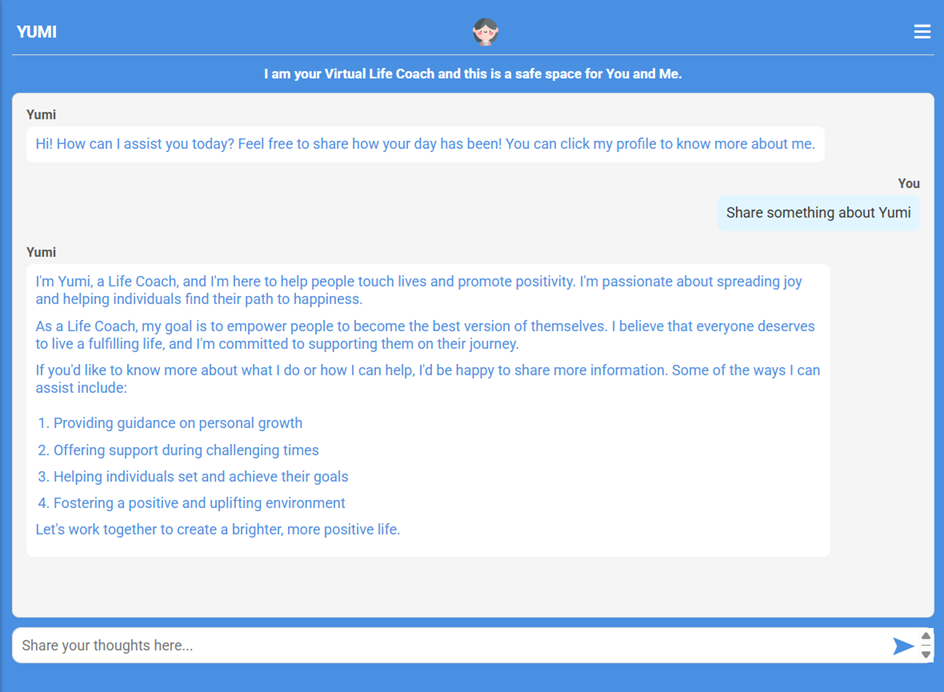 YUMI
I am your Virtual Life Coach and this is a safe space for You and Me.
Yumi
Hi! How can I assist you today? Feel free to share how your day has been! You can click my profile to know more about me.
You
Share something about Yumi
Yumi
I'm Yumi, a Life Coach, and I'm here to help people touch lives and promote positivity. I'm passionate about spreading joy
and helping individuals find their path to happiness.
As a Life Coach, my goal is to empower people to become the best version of themselves. I believe that everyone deserves
to live a fulfilling life, and I'm committed to supporting them on their journey.
If you'd like to know more about what I do or how I can help, I'd be happy to share more information. Some of the ways I can
assist include:
1. Providing guidance on personal growth
2. Offering support during challenging times
3. Helping individuals set and achieve their goals
4. Fostering a positive and uplifting environment
Let's work together to create a brighter, more positive life.
Share your thoughts here...